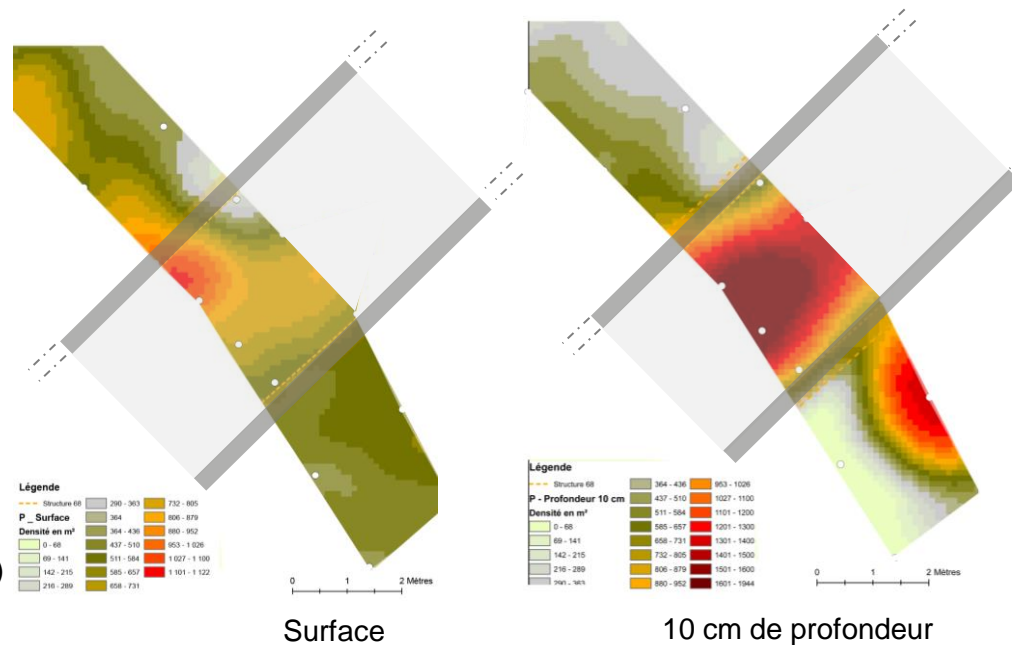 Légende
Structure 68
P _ Surface
Densité en m²
0 - 68
69 - 141
142 - 215
216 - 289
290 - 363
364
364 - 436
437 - 510
511 - 584
585 - 657
658 - 731
732 - 805
806 - 879
880 - 952
953 - 1 026
1 027 - 1 100
1 101 - 1 122
0 1 2 Mètres
Surface
)
Légende
Structure 68
P - Profondeur 10 cm
Densité en m²
0 - 68
69 - 141
142 - 215
216 - 289
290 - 363
364 - 436
437 - 510
511 - 584
585 - 657
658 - 731
732 - 805
806 - 879
880 - 952
953 - 1026
1027 - 1100
1101 - 1200
1201 - 1300
1301 - 1400
1401 - 1500
1501 - 1600
1601 - 1944
0 1 2 Mètres
10 cm de profondeur